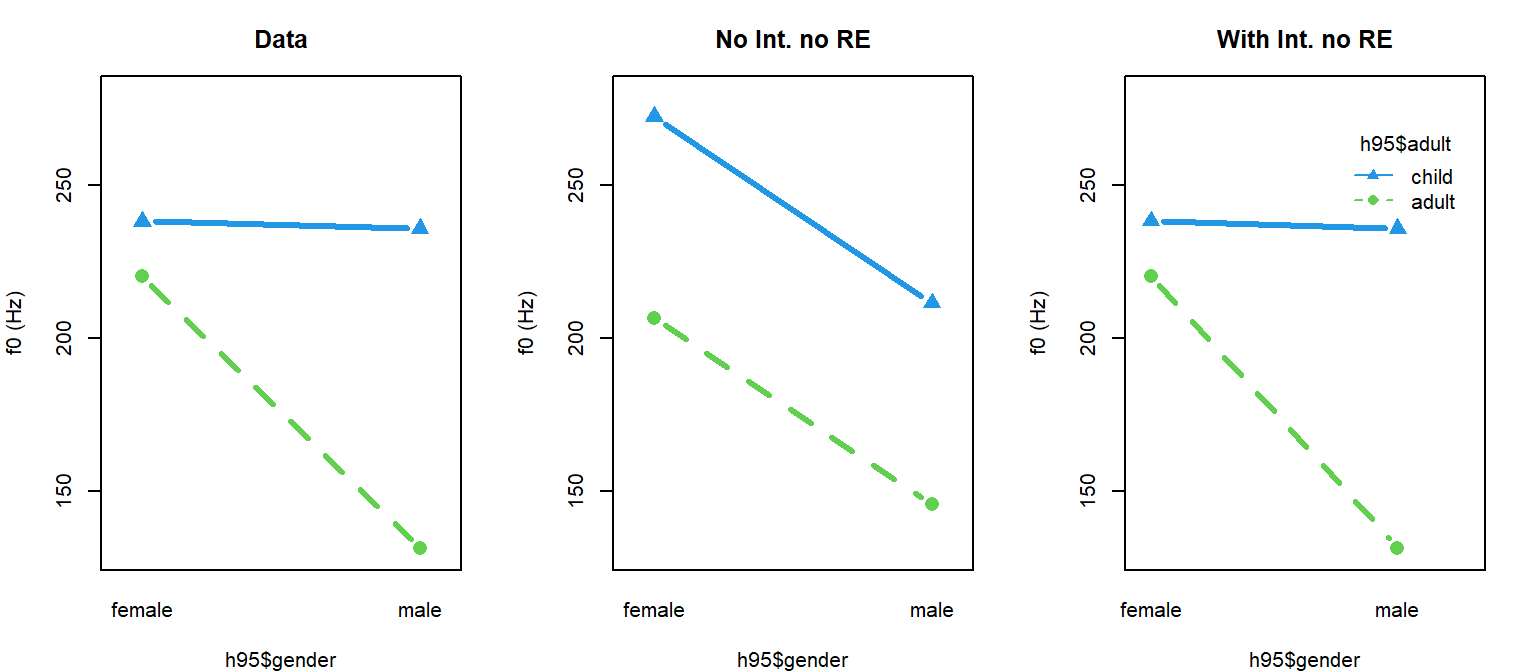 Data
f0 (Hz)
250
200
150
female male
h95$gender
No Int. no RE
f0 (Hz)
250
200
150
female male
h95$gender
With Int. no RE
f0 (Hz)
250
200
150
h95$adult
child
adult
female male
h95$gender